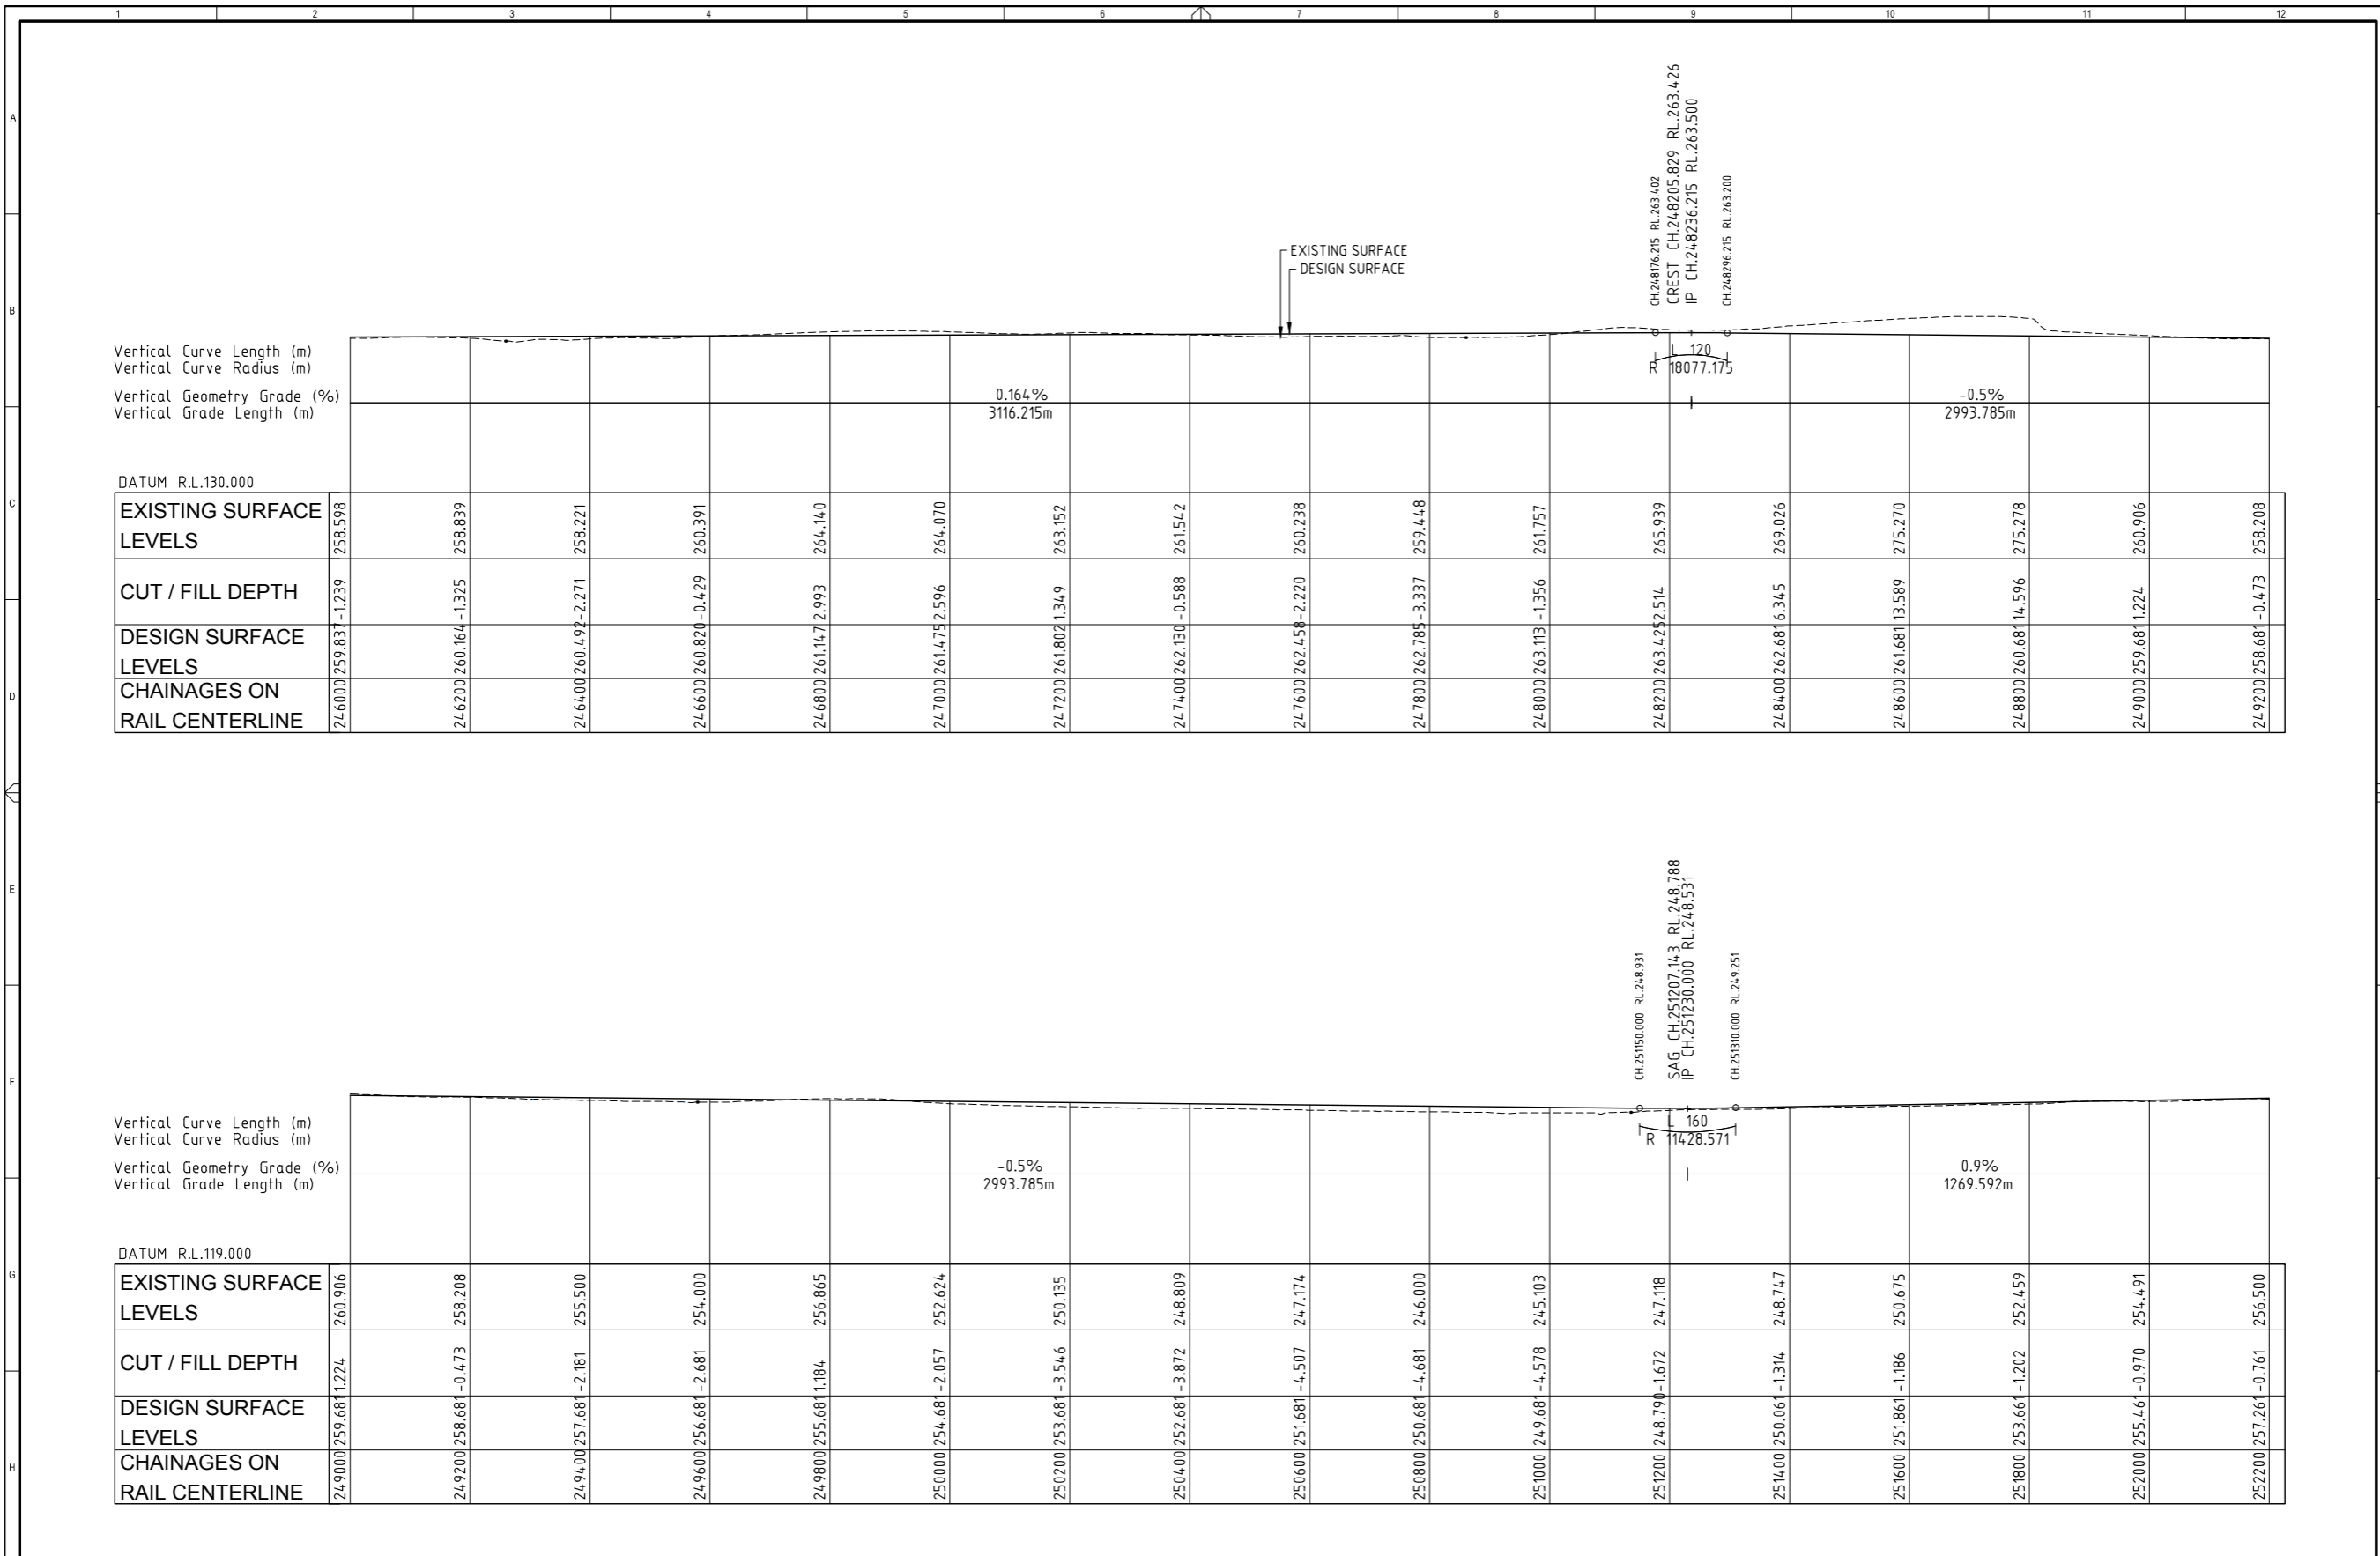 1 2 3 4 5 6 7 8 9 10 11 12
A
B
C
D
E
F
G
H
CH.248176.215 RL.263.402
CREST CH.248205.829 RL.263.426
IP CH.248236.215 RL.263.500
CH.248296.215 RL.263.200
EXISTING SURFACE
DESIGN SURFACE
Vertical Curve Length (m)
Vertical Curve Radius (m)
L 120
R 18077.175
Vertical Geometry Grade (%)
Vertical Grade Length (m)
0.164%
3116.215m
-0.5%
2993.785m
DATUM R.L.130.000
EXISTING SURFACE
LEVELS
258.598 258.839 258.221 260.391 264.140 264.070 263.152 261.542 260.238 259.448 261.757 265.939 269.026 275.270 275.278 260.906 258.208
CUT / FILL DEPTH
-1.239 -1.325 -2.271 -0.429 2.993 2.596 1.349 -0.588 -2.220 -3.337 -1.356 2.514 6.345 13.589 14.596 1.224 -0.473
DESIGN SURFACE
LEVELS
259.837 260.164 260.492 260.820 261.147 261.475 261.802 262.130 262.458 262.785 263.113 263.425 262.681 261.681 260.681 259.681 258.681
CHAINAGES ON
RAIL CENTERLINE
246000 246200 246400 246600 246800 247000 247200 247400 247600 247800 248000 248200 248400 248600 248800 249000 249200
CH.251150.000 RL.248.931
SAG CH.251207.143 RL.248.788
IP CH.251230.000 RL.248.531
CH.251310.000 RL.249.251
Vertical Curve Length (m)
Vertical Curve Radius (m)
L 160
R 11428.571
Vertical Geometry Grade (%)
Vertical Grade Length (m)
-0.5%
2993.785m
0.9%
1269.592m
DATUM R.L.119.000
EXISTING SURFACE
LEVELS
260.906 258.208 255.500 254.000 256.865 252.624 250.135 248.809 247.174 246.000 245.103 247.118 248.747 250.675 252.459 254.491 256.500
CUT / FILL DEPTH
1.224 -0.473 -2.181 -2.681 1.184 -2.057 -3.546 -3.872 -4.507 -4.681 -4.578 -1.672 -1.314 -1.186 -1.202 -0.970 -0.761
DESIGN SURFACE
LEVELS
259.681 258.681 257.681 256.681 255.681 254.681 253.681 252.681 251.681 250.681 249.681 248.790 250.061 251.861 253.661 255.461 257.261
CHAINAGES ON
RAIL CENTERLINE
249000 249200 249400 249600 249800 250000 250200 250400 250600 250800 251000 251200 251400 251600 251800 252000 252200